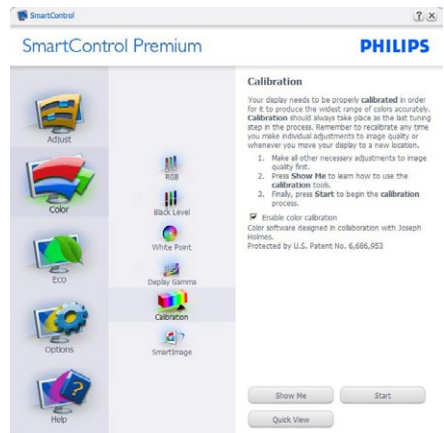 SmartControl
SmartControl Premium
PHILIPS
Adjust
Color
Eco
Options
Help
RGB
Black Level
White Point
Display Gamma
Calibration
SmartImage
Calibration
Your display needs to be properly calibrated in order
for it to produce the widest range of colors accurately.
Calibration should always take place as the last tuning
step in the process. Remember to recalibrate any time
you make individual adjustments to image quality or
whenever you move your display to a new location.
1. Make all other necessary adjustments to image
quality first.
2. Press Show Me to learn how to use the
calibration tools.
3. Finally, press Start to begin the calibration
process.
Enable color calibration
Color software designed in collaboration with Joseph
Holmes.
Protected by U.S. Patent No. 6,686,953
Show Me
Start
Quick View